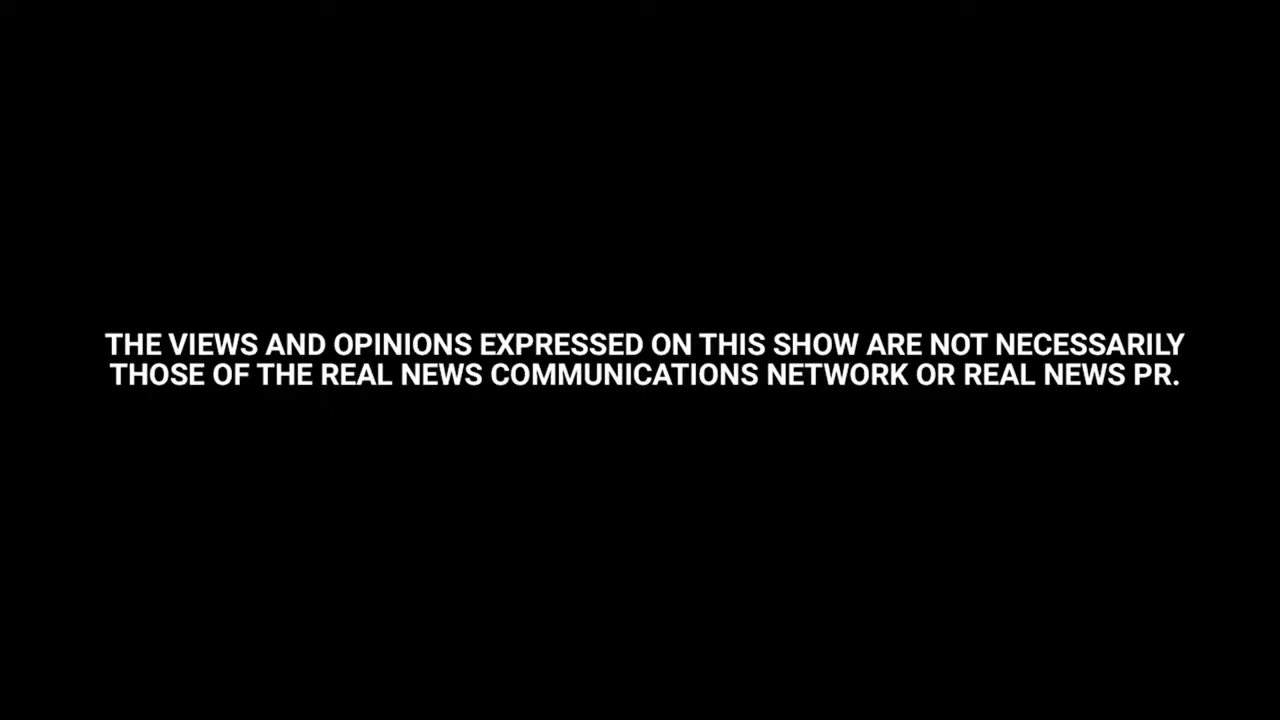 THE VIEWS AND OPINIONS EXPRESSED ON THIS SHOW ARE NOT NECESSARILY
THOSE OF THE REAL NEWS COMMUNICATIONS NETWORK OR REAL NEWS PR.